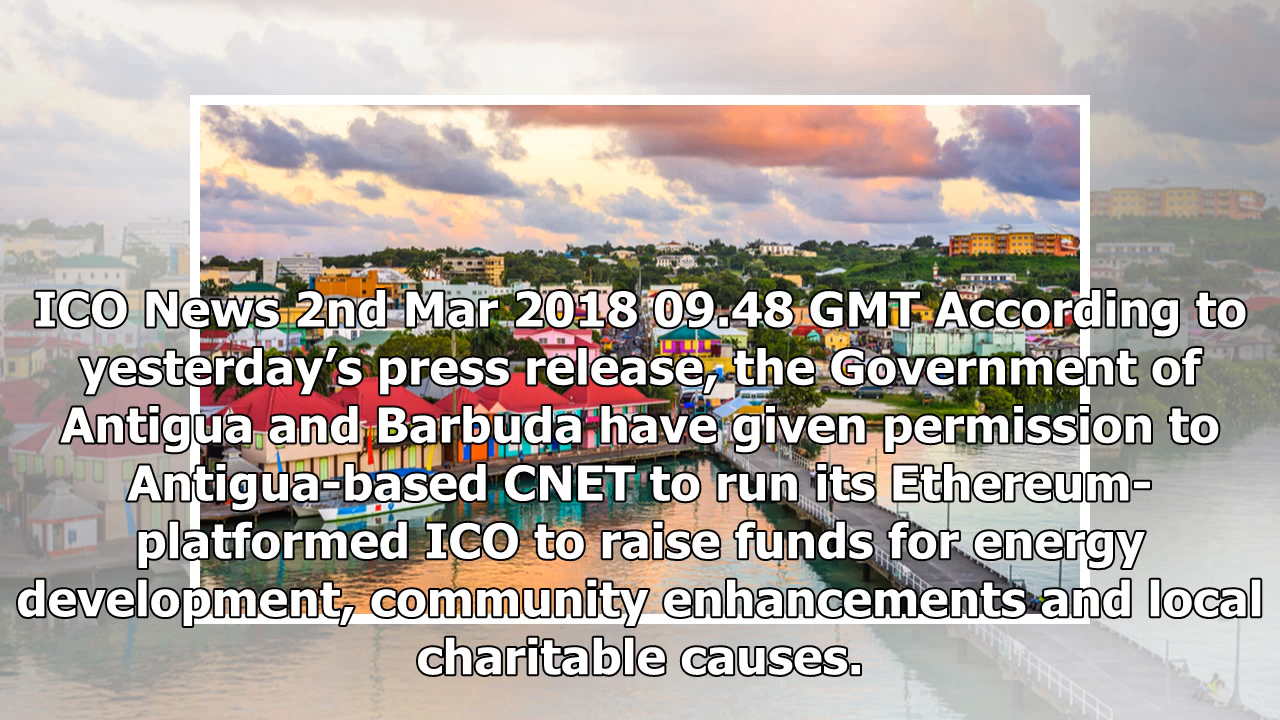 ICO News 2nd Mar 2018 09.48 GMT According to
yesterday’s press release, the Government of
Antigua and Barbuda have given permission to
Antigua-based CNET to run its Ethereum-
platformed ICO to raise funds for energy
development, community enhancements and local
charitable causes.